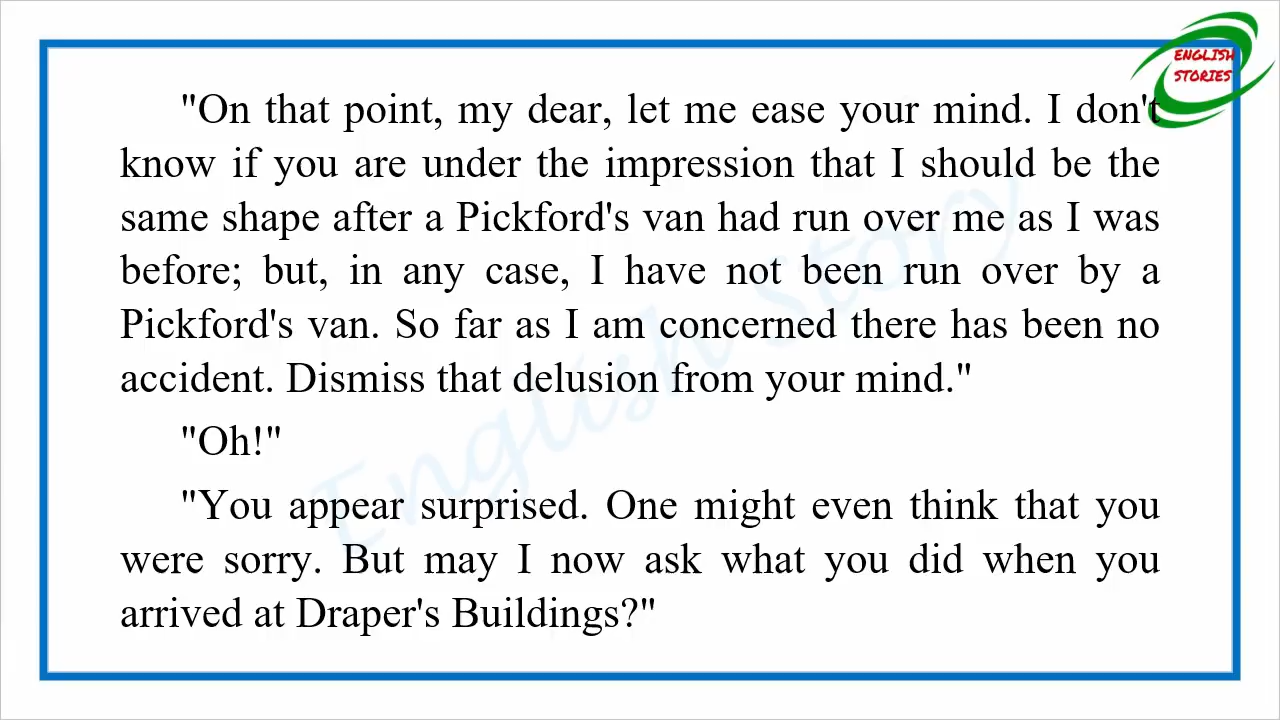 ENGLISH
STORIES
"On that point, my dear, let me ease your mind. I don't
know if you are under the impression that I should be the
same shape after a Pickford's van had run over me as I was
before; but, in any case, I have not been run over by a
Pickford's van. So far as I am concerned there has been no
accident. Dismiss that delusion from your mind."
"Oh!"
"You appear surprised. One might even think that you
were sorry. But may I now ask what you did when you
arrived at Draper's Buildings?"
English Story